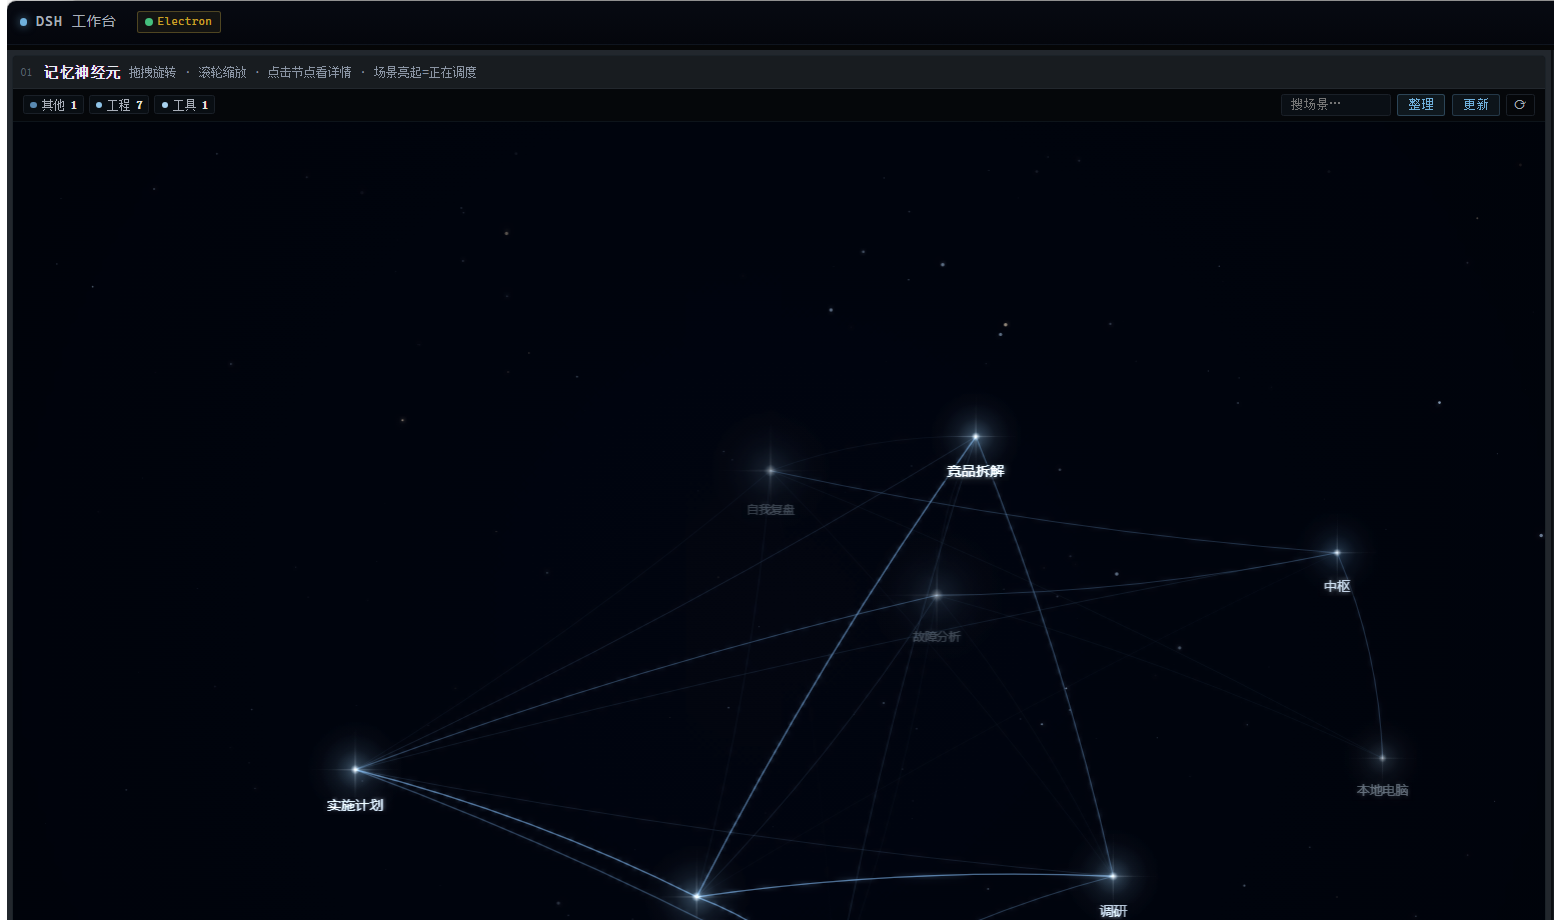 DSH 工作台 Electron
01 记忆神经元 拖拽旋转 · 滚轮缩放 · 点击节点看详情 · 场景亮起=正在调度
其他 1 工程 7 工具 1 搜场景… 整理 更新
竞品拆解
自我复盘
中枢
故障分析
本地电脑
实施计划
调研